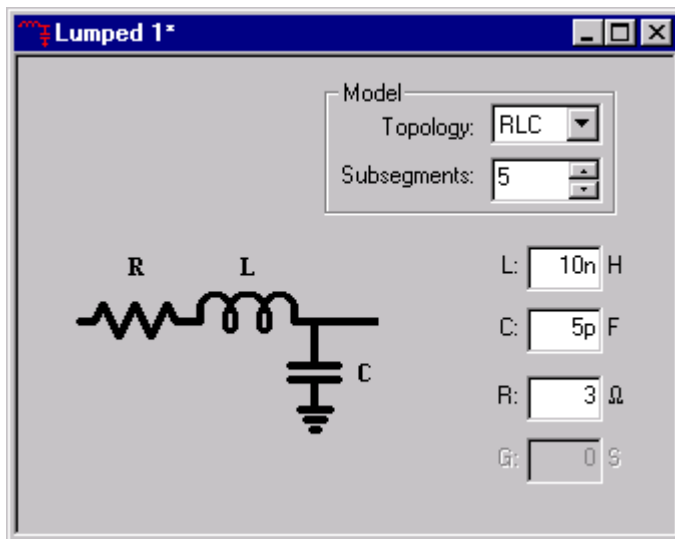 Lumped 1*
Model
Topology: RLC
Subsegments: 5
R L
C
L: 10n H
C: 5p F
R: 3 Ω
G: 0 S